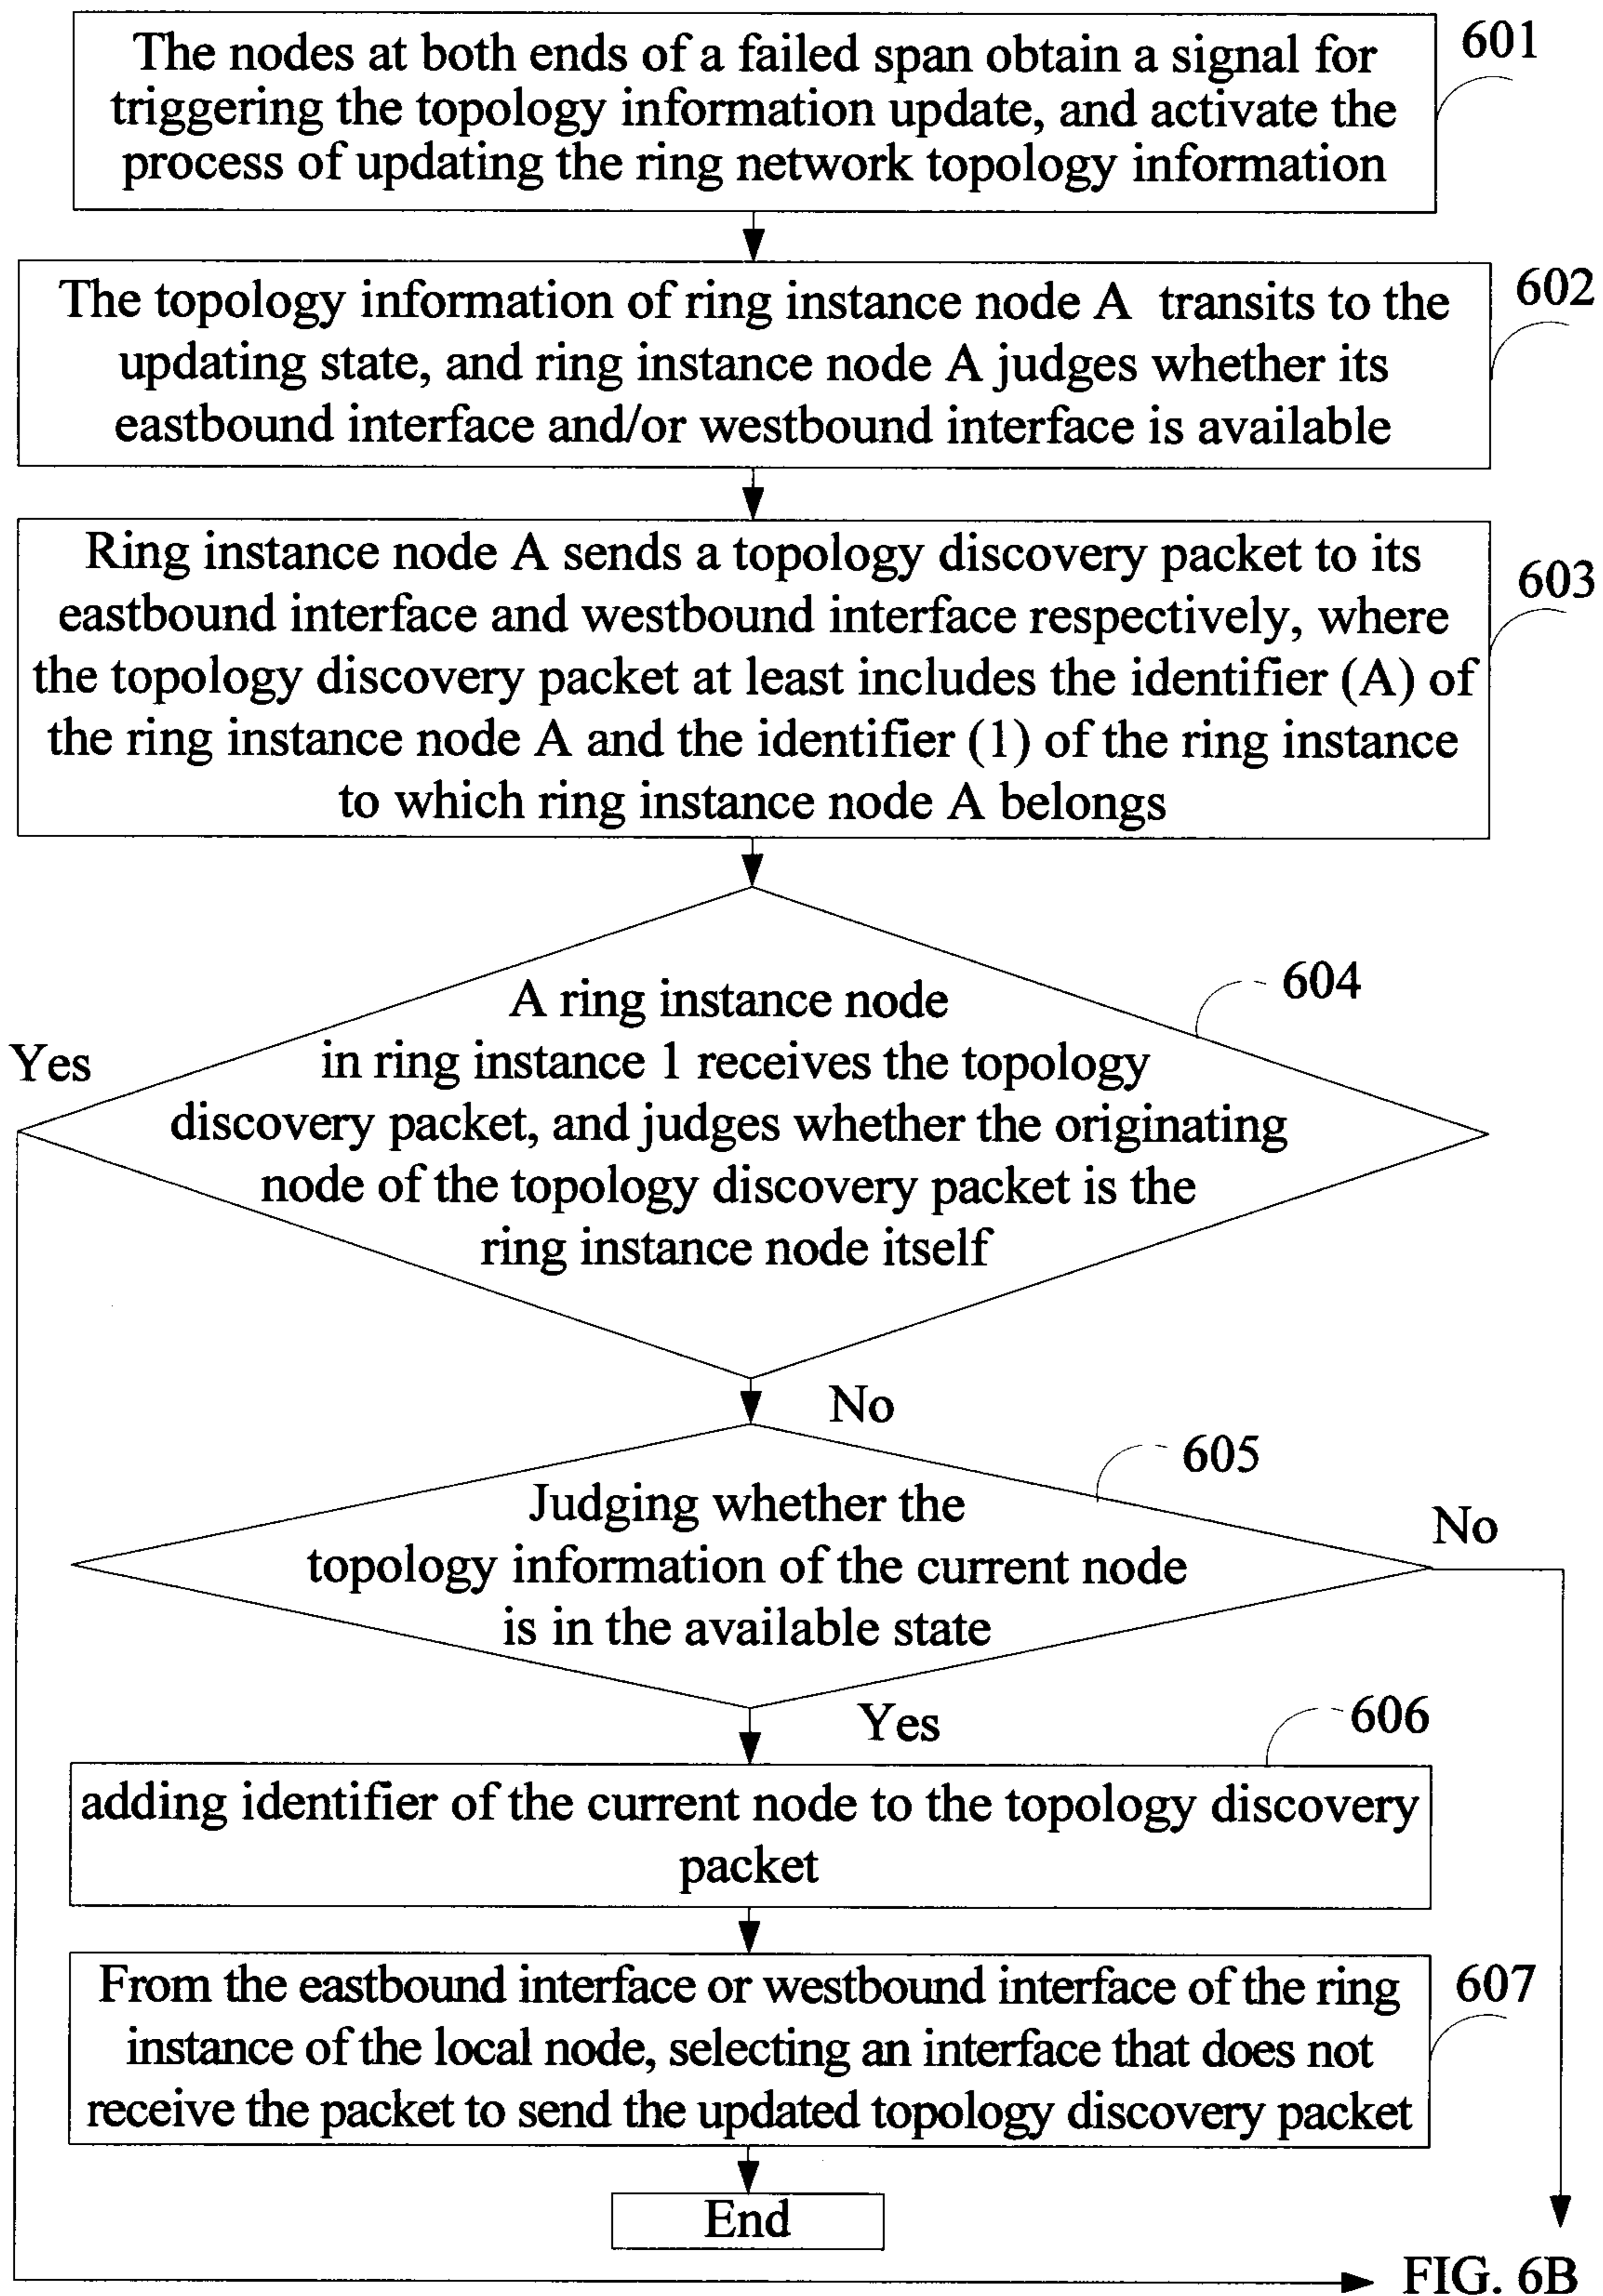 The nodes at both ends of a failed span obtain a signal for
triggering the topology information update, and activate the
process of updating the ring network topology information
601
The topology information of ring instance node A transits to the
updating state, and ring instance node A judges whether its
eastbound interface and/or westbound interface is available
602
Ring instance node A sends a topology discovery packet to its
eastbound interface and westbound interface respectively, where
the topology discovery packet at least includes the identifier (A) of
the ring instance node A and the identifier (1) of the ring instance
to which ring instance node A belongs
603
A ring instance node
in ring instance 1 receives the topology
discovery packet, and judges whether the originating
node of the topology discovery packet is the
ring instance node itself
604
Yes
No
Judging whether the
topology information of the current node
is in the available state
605
No
Yes
606
adding identifier of the current node to the topology discovery
packet
From the eastbound interface or westbound interface of the ring
instance of the local node, selecting an interface that does not
receive the packet to send the updated topology discovery packet
607
End
FIG. 6B